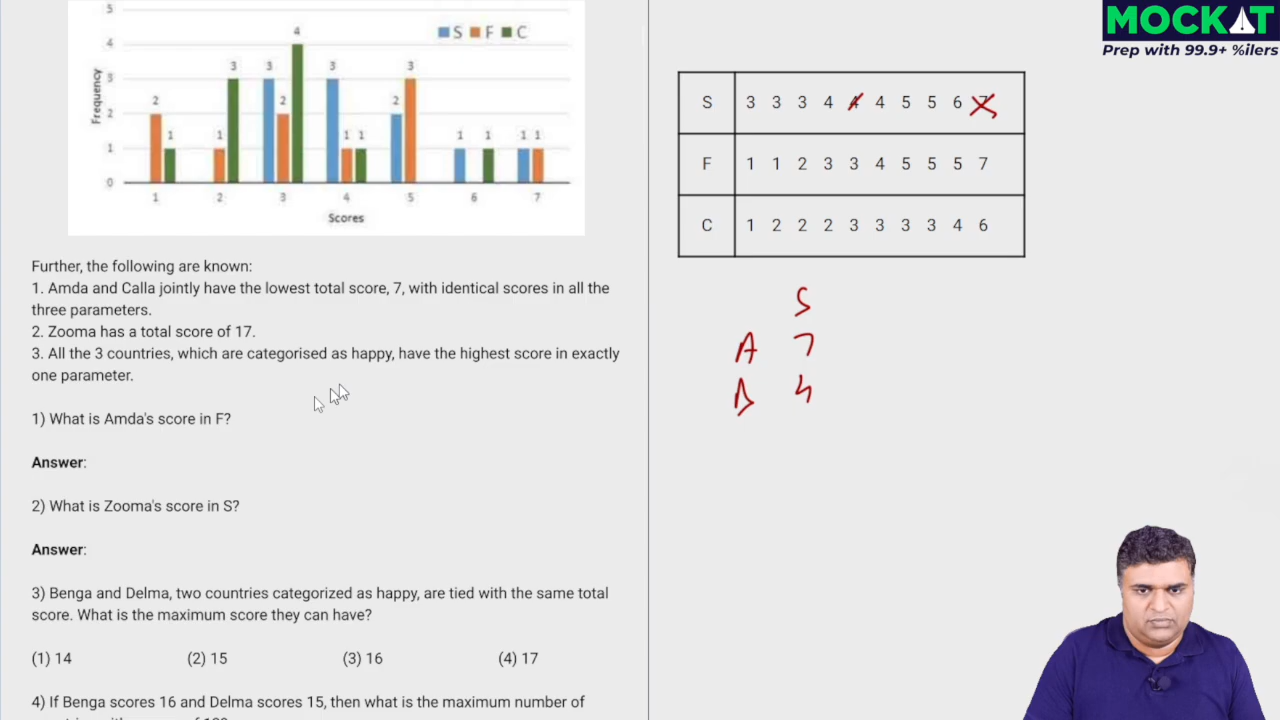 MOCKAT
Prep with 99.9+ %ilers
5
4
3
2
1
0
Frequency
S F C
2 1
1 3
3 2 4
3 1 1
2 3
1 1
1 1
1 2 3 4 5 6 7
Scores
Further, the following are known:
1. Amda and Calla jointly have the lowest total score, 7, with identical scores in all the
three parameters.
2. Zooma has a total score of 17.
3. All the 3 countries, which are categorised as happy, have the highest score in exactly
one parameter.
1) What is Amda's score in F?
Answer:
2) What is Zooma's score in S?
Answer:
3) Benga and Delma, two countries categorized as happy, are tied with the same total
score. What is the maximum score they can have?
(1) 14 (2) 15 (3) 16 (4) 17
4) If Benga scores 16 and Delma scores 15, then what is the maximum number of
S 3 3 3 4 4 4 5 5 6 7
F 1 1 2 3 3 4 5 5 5 7
C 1 2 2 2 3 3 3 3 4 6
S
A 7